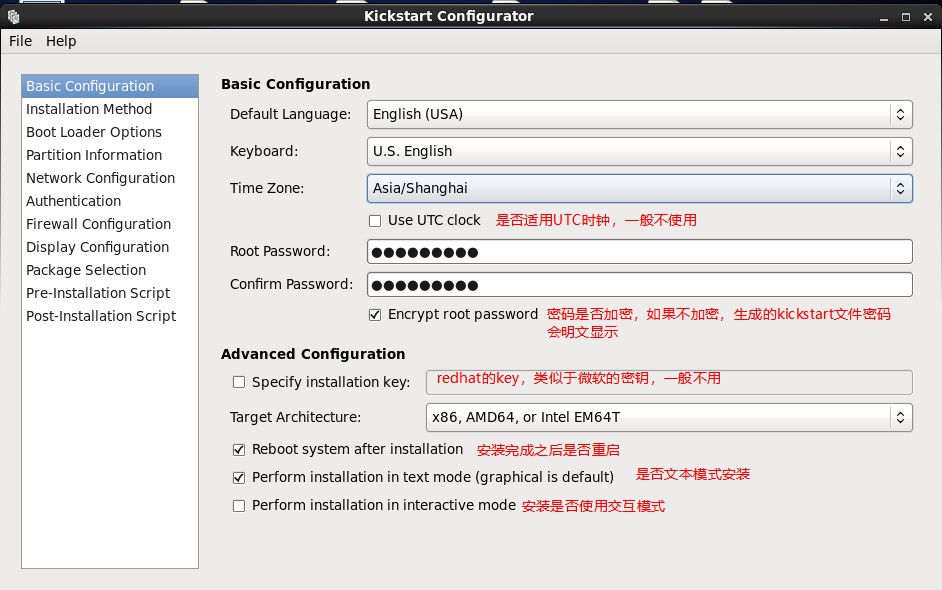 Kickstart Configurator
File Help
Basic Configuration
Installation Method
Boot Loader Options
Partition Information
Network Configuration
Authentication
Firewall Configuration
Display Configuration
Package Selection
Pre-Installation Script
Post-Installation Script
Basic Configuration
Default Language: English (USA)
Keyboard: U.S. English
Time Zone: Asia/Shanghai
Use UTC clock 是否适用UTC时钟，一般不使用
Root Password: ●●●●●●●●●
Confirm Password: ●●●●●●●●●
Encrypt root password 密码是否加密，如果不加密，生成的kickstart文件密码
会明文显示
Advanced Configuration
Specify installation key: redhat的key，类似于微软的密钥，一般不用
Target Architecture: x86, AMD64, or Intel EM64T
Reboot system after installation 安装完成之后是否重启
Perform installation in text mode (graphical is default) 是否文本模式安装
Perform installation in interactive mode 安装是否使用交互模式